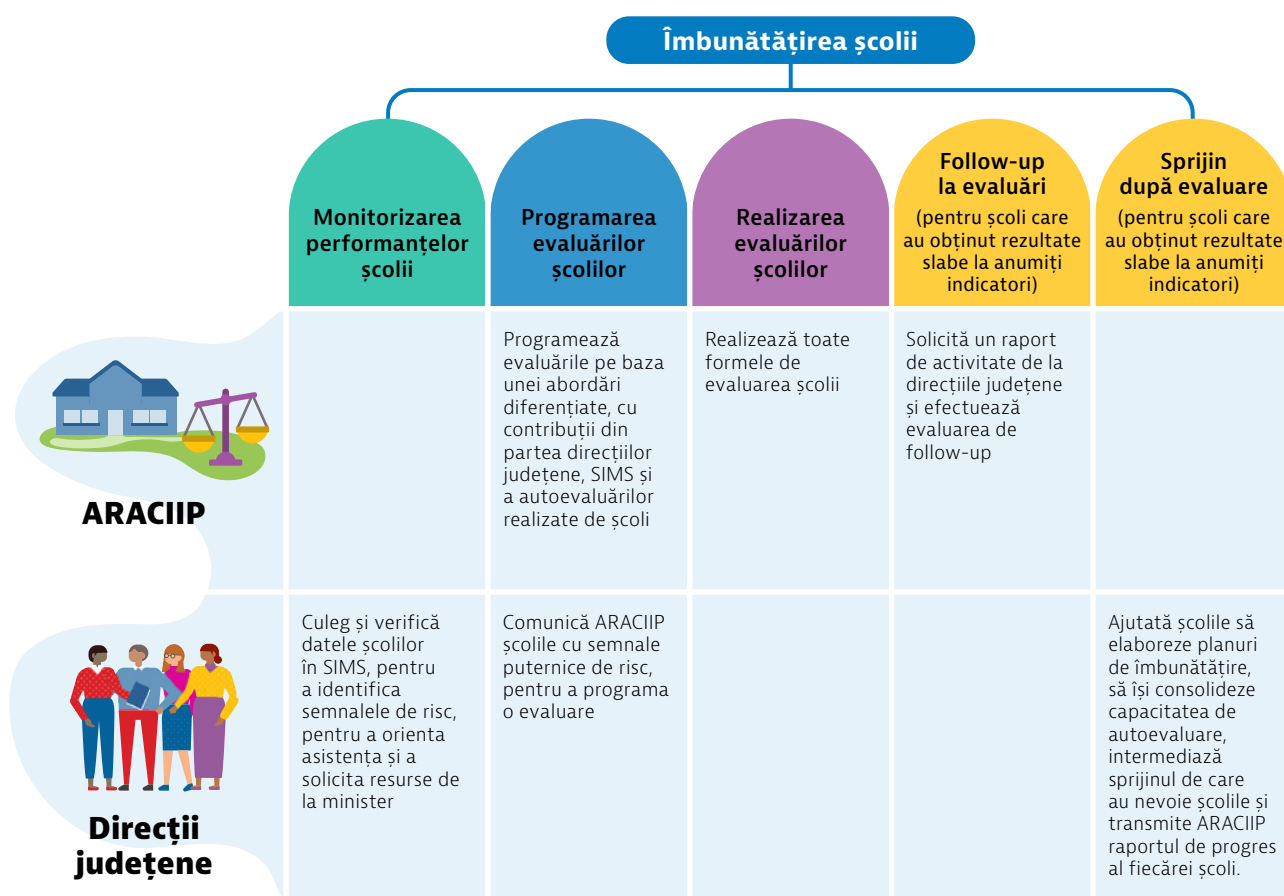 Îmbunătățirea școlii
Monitorizarea
performanțelor
școlii
Programarea
evaluărilor
școlilor
Realizarea
evaluărilor
școlilor
Follow-up
la evaluări
(pentru școli care
au obținut rezultate
slabe la anumiți
indicatori)
Sprijin
după evaluare
(pentru școli care
au obținut rezultate
slabe la anumiți
indicatori)
ARACIIP
Programează
evaluările pe baza
unei abordări
diferențiate, cu
contribuții din
partea direcțiilor
județene, SIMS și
a autoevaluărilor
realizate de școli
Realizează toate
formele de
evaluarea școlii
Solicită un raport
de activitate de la
direcțiile județene
și efectuează
evaluarea de
follow-up
Direcții
județene
Culeg și verifică
datele școlilor
în SIMS, pentru
a identifica
semnalele de risc,
pentru a orienta
asistența și a
solicita resurse de
la minister
Comunică ARACIIP
școlile cu semnale
puternice de risc,
pentru a programa
o evaluare
Ajutată școlile să
elaboreze planuri
de îmbunătățire,
să își consolideze
capacitatea de
autoevaluare,
intermediază
sprijinul de care
au nevoie școlile și
transmite ARACIIP
raportul de progres
al fiecărei școli.